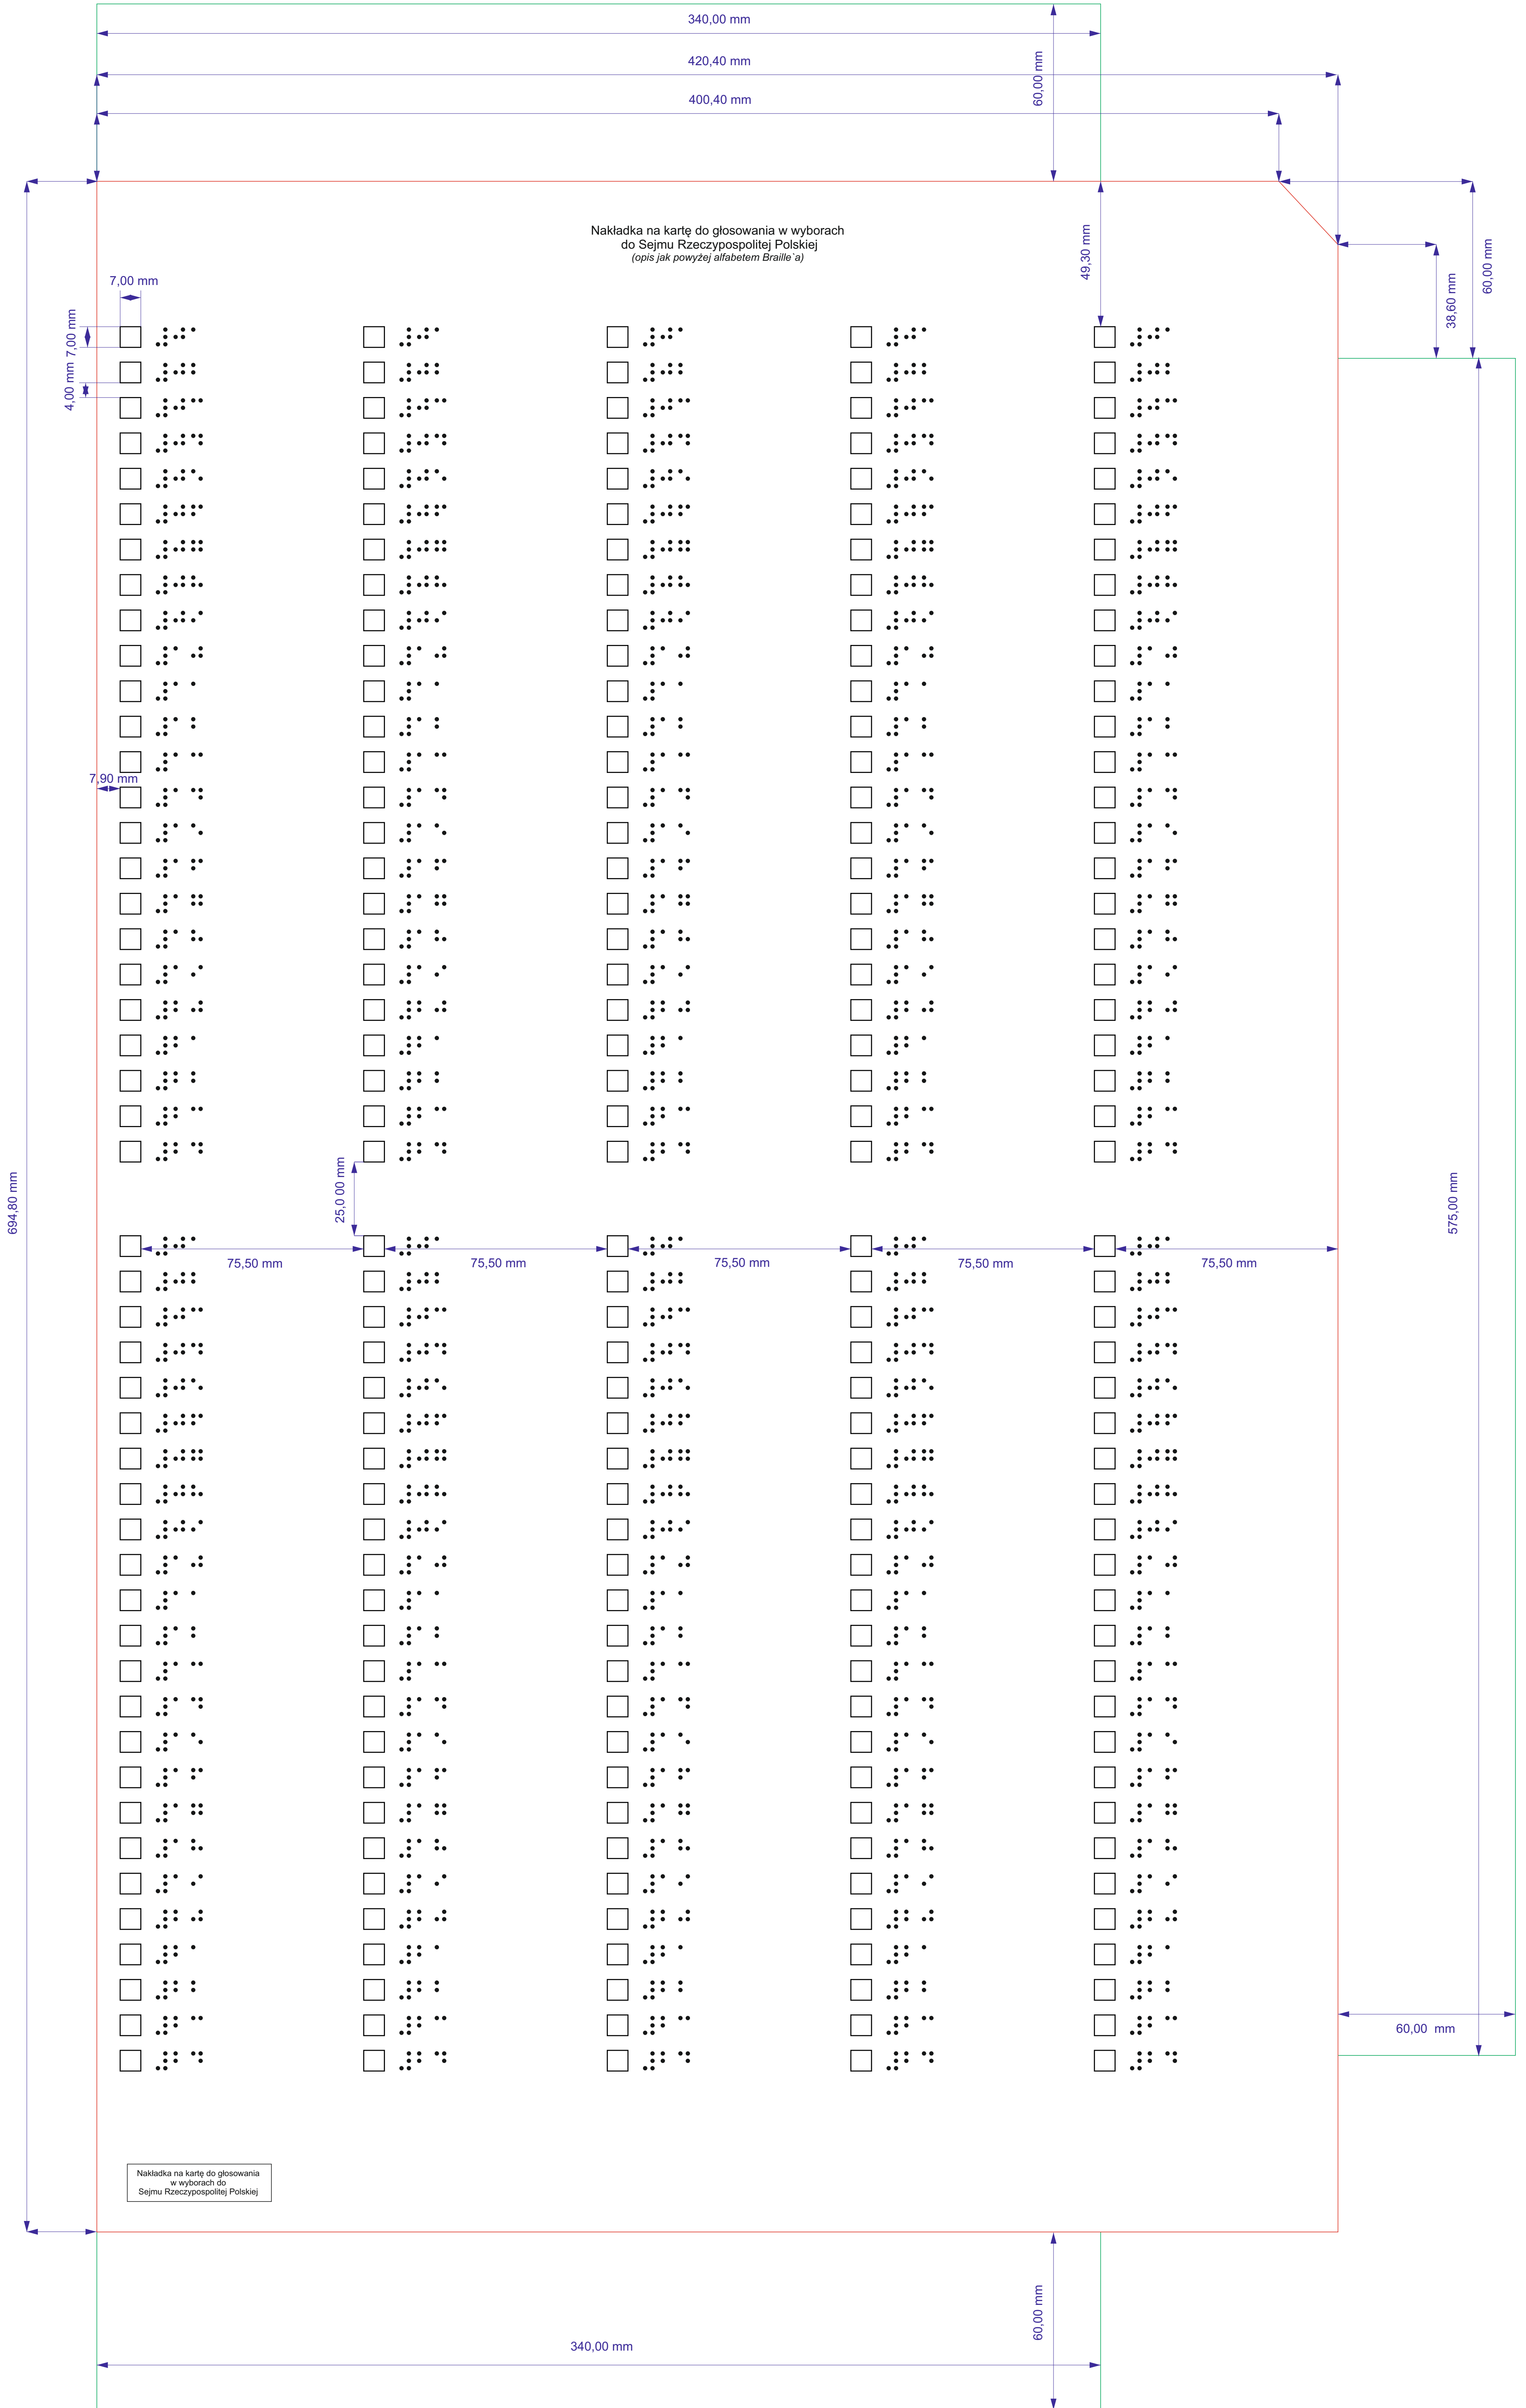 340,00 mm
60,00 mm
420,40 mm
400,40 mm
Nakładka na kartę do głosowania w wyborach
do Sejmu Rzeczypospolitej Polskiej
(opis jak powyżej alfabetem Braille`a)
49,30 mm
60,00 mm
38,60 mm
7,00 mm
7,00 mm
4,00 mm
⠼⠚⠁ ⠼⠚⠁ ⠼⠚⠁ ⠼⠚⠁ ⠼⠚⠁
⠼⠚⠃ ⠼⠚⠃ ⠼⠚⠃ ⠼⠚⠃ ⠼⠚⠃
⠼⠚⠉ ⠼⠚⠉ ⠼⠚⠉ ⠼⠚⠉ ⠼⠚⠉
⠼⠚⠙ ⠼⠚⠙ ⠼⠚⠙ ⠼⠚⠙ ⠼⠚⠙
⠼⠚⠑ ⠼⠚⠑ ⠼⠚⠑ ⠼⠚⠑ ⠼⠚⠑
⠼⠚⠋ ⠼⠚⠋ ⠼⠚⠋ ⠼⠚⠋ ⠼⠚⠋
⠼⠚⠛ ⠼⠚⠛ ⠼⠚⠛ ⠼⠚⠛ ⠼⠚⠛
⠼⠚⠓ ⠼⠚⠓ ⠼⠚⠓ ⠼⠚⠓ ⠼⠚⠓
⠼⠚⠊ ⠼⠚⠊ ⠼⠚⠊ ⠼⠚⠊ ⠼⠚⠊
⠼⠁⠚ ⠼⠁⠚ ⠼⠁⠚ ⠼⠁⠚ ⠼⠁⠚
⠼⠁⠁ ⠼⠁⠁ ⠼⠁⠁ ⠼⠁⠁ ⠼⠁⠁
⠼⠁⠃ ⠼⠁⠃ ⠼⠁⠃ ⠼⠁⠃ ⠼⠁⠃
⠼⠁⠉ ⠼⠁⠉ ⠼⠁⠉ ⠼⠁⠉ ⠼⠁⠉
7,90 mm
⠼⠁⠙ ⠼⠁⠙ ⠼⠁⠙ ⠼⠁⠙ ⠼⠁⠙
⠼⠁⠑ ⠼⠁⠑ ⠼⠁⠑ ⠼⠁⠑ ⠼⠁⠑
⠼⠁⠋ ⠼⠁⠋ ⠼⠁⠋ ⠼⠁⠋ ⠼⠁⠋
⠼⠁⠛ ⠼⠁⠛ ⠼⠁⠛ ⠼⠁⠛ ⠼⠁⠛
⠼⠁⠓ ⠼⠁⠓ ⠼⠁⠓ ⠼⠁⠓ ⠼⠁⠓
⠼⠁⠊ ⠼⠁⠊ ⠼⠁⠊ ⠼⠁⠊ ⠼⠁⠊
⠼⠃⠚ ⠼⠃⠚ ⠼⠃⠚ ⠼⠃⠚ ⠼⠃⠚
⠼⠃⠁ ⠼⠃⠁ ⠼⠃⠁ ⠼⠃⠁ ⠼⠃⠁
⠼⠃⠃ ⠼⠃⠃ ⠼⠃⠃ ⠼⠃⠃ ⠼⠃⠃
⠼⠃⠉ ⠼⠃⠉ ⠼⠃⠉ ⠼⠃⠉ ⠼⠃⠉
⠼⠃⠙ ⠼⠃⠙ ⠼⠃⠙ ⠼⠃⠙ ⠼⠃⠙
694,80 mm
25,0 00 mm
575,00 mm
⠼⠚⠁ ⠼⠚⠁ ⠼⠚⠁ ⠼⠚⠁ ⠼⠚⠁
75,50 mm 75,50 mm 75,50 mm 75,50 mm 75,50 mm
⠼⠚⠃ ⠼⠚⠃ ⠼⠚⠃ ⠼⠚⠃ ⠼⠚⠃
⠼⠚⠉ ⠼⠚⠉ ⠼⠚⠉ ⠼⠚⠉ ⠼⠚⠉
⠼⠚⠙ ⠼⠚⠙ ⠼⠚⠙ ⠼⠚⠙ ⠼⠚⠙
⠼⠚⠑ ⠼⠚⠑ ⠼⠚⠑ ⠼⠚⠑ ⠼⠚⠑
⠼⠚⠋ ⠼⠚⠋ ⠼⠚⠋ ⠼⠚⠋ ⠼⠚⠋
⠼⠚⠛ ⠼⠚⠛ ⠼⠚⠛ ⠼⠚⠛ ⠼⠚⠛
⠼⠚⠓ ⠼⠚⠓ ⠼⠚⠓ ⠼⠚⠓ ⠼⠚⠓
⠼⠚⠊ ⠼⠚⠊ ⠼⠚⠊ ⠼⠚⠊ ⠼⠚⠊
⠼⠁⠚ ⠼⠁⠚ ⠼⠁⠚ ⠼⠁⠚ ⠼⠁⠚
⠼⠁⠁ ⠼⠁⠁ ⠼⠁⠁ ⠼⠁⠁ ⠼⠁⠁
⠼⠁⠃ ⠼⠁⠃ ⠼⠁⠃ ⠼⠁⠃ ⠼⠁⠃
⠼⠁⠉ ⠼⠁⠉ ⠼⠁⠉ ⠼⠁⠉ ⠼⠁⠉
⠼⠁⠙ ⠼⠁⠙ ⠼⠁⠙ ⠼⠁⠙ ⠼⠁⠙
⠼⠁⠑ ⠼⠁⠑ ⠼⠁⠑ ⠼⠁⠑ ⠼⠁⠑
⠼⠁⠋ ⠼⠁⠋ ⠼⠁⠋ ⠼⠁⠋ ⠼⠁⠋
⠼⠁⠛ ⠼⠁⠛ ⠼⠁⠛ ⠼⠁⠛ ⠼⠁⠛
⠼⠁⠓ ⠼⠁⠓ ⠼⠁⠓ ⠼⠁⠓ ⠼⠁⠓
⠼⠁⠊ ⠼⠁⠊ ⠼⠁⠊ ⠼⠁⠊ ⠼⠁⠊
⠼⠃⠚ ⠼⠃⠚ ⠼⠃⠚ ⠼⠃⠚ ⠼⠃⠚
⠼⠃⠁ ⠼⠃⠁ ⠼⠃⠁ ⠼⠃⠁ ⠼⠃⠁
⠼⠃⠃ ⠼⠃⠃ ⠼⠃⠃ ⠼⠃⠃ ⠼⠃⠃
⠼⠃⠉ ⠼⠃⠉ ⠼⠃⠉ ⠼⠃⠉ ⠼⠃⠉
60,00 mm
⠼⠃⠙ ⠼⠃⠙ ⠼⠃⠙ ⠼⠃⠙ ⠼⠃⠙
Nakładka na kartę do głosowania
w wyborach do
Sejmu Rzeczypospolitej Polskiej
60,00 mm
340,00 mm